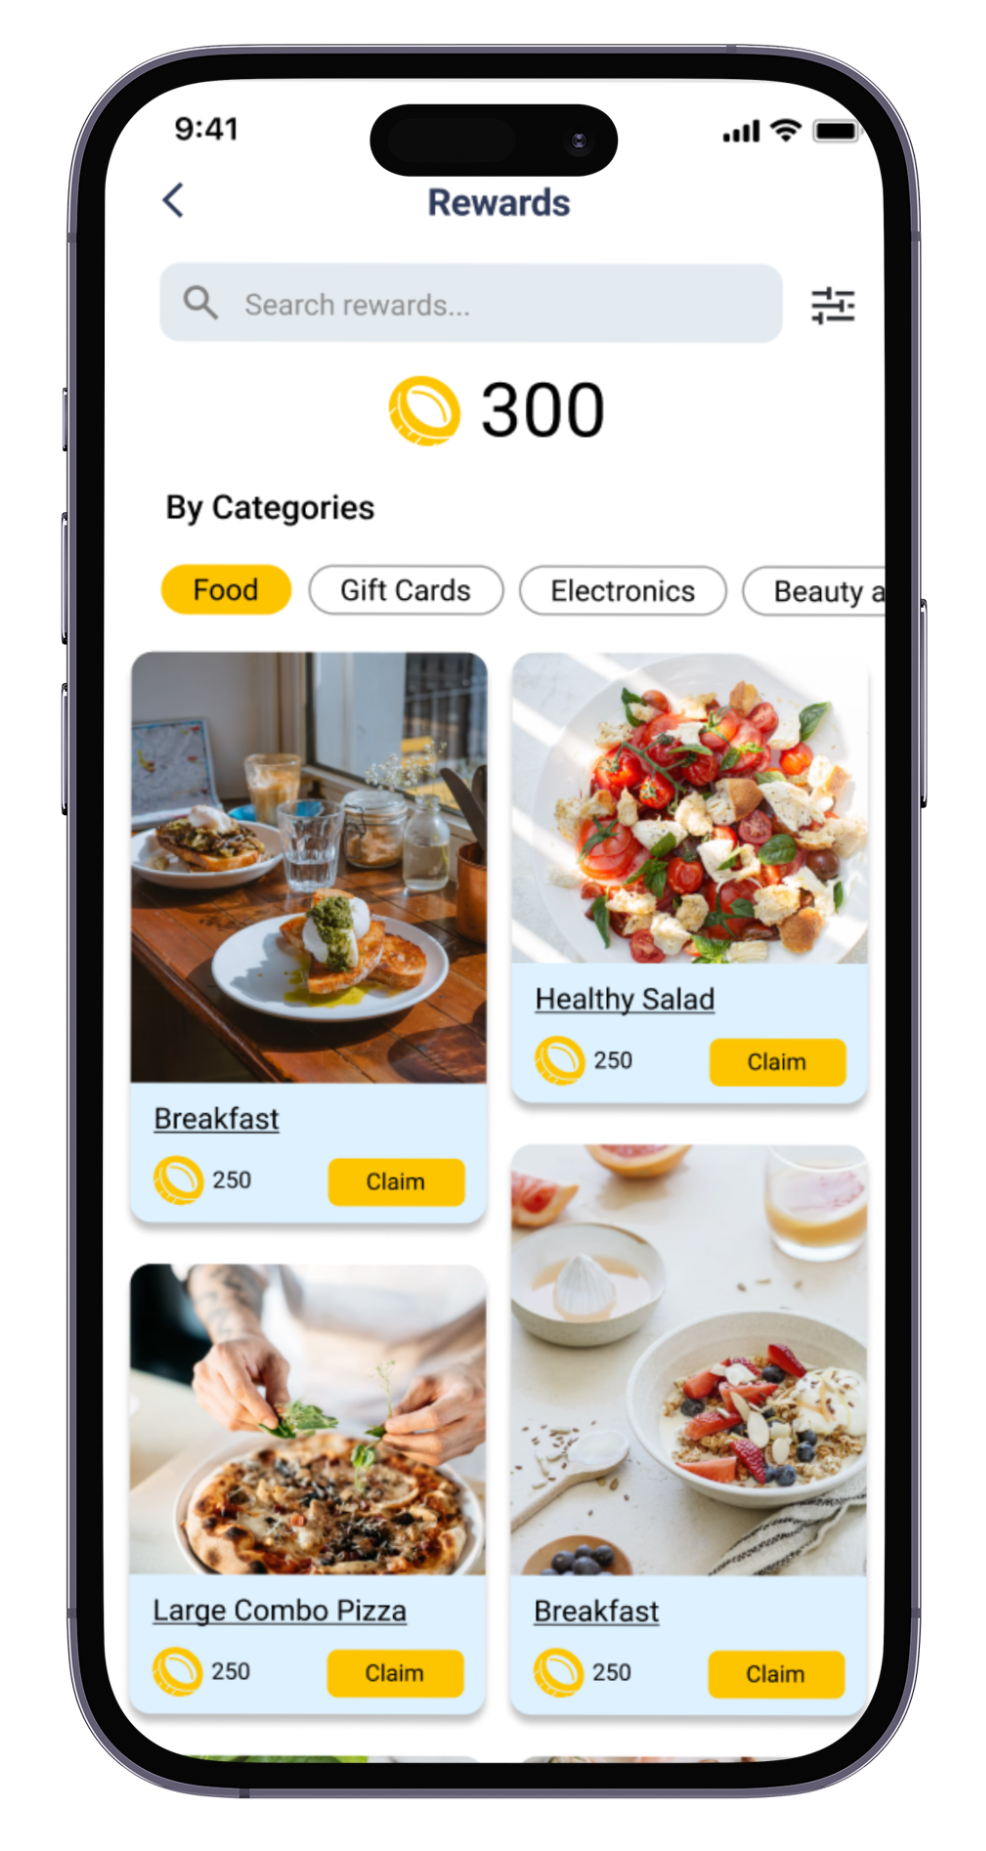 9:41
Rewards
Search rewards...
300
By Categories
Food Gift Cards Electronics Beauty a
Healthy Salad
250 Claim
Breakfast
250 Claim
Large Combo Pizza
250 Claim
Breakfast
250 Claim